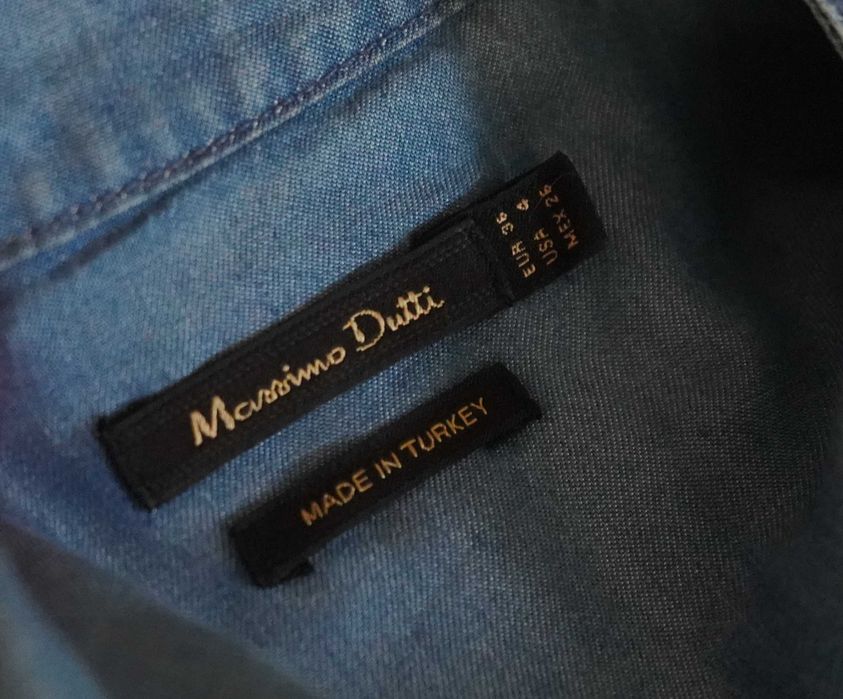 Massimo Dutti
EUR 36
USA 4
MEX 26
MADE IN TURKEY